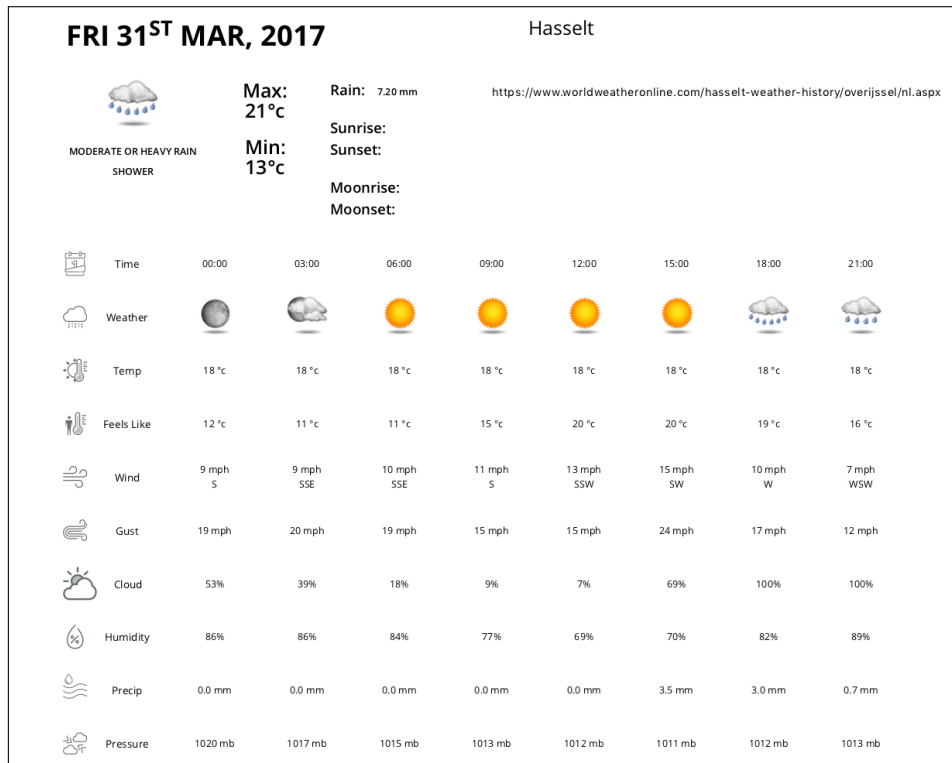 FRI 31ST MAR, 2017
Hasselt
Max:
21°c
Min:
13°c
Rain: 7.20 mm
Sunrise:
Sunset:
Moonrise:
Moonset:
https://www.worldweatheronline.com/hasselt-weather-history/overijssel/nl.aspx
MODERATE OR HEAVY RAIN
SHOWER
Time 00:00 03:00 06:00 09:00 12:00 15:00 18:00 21:00
Weather
Temp 18 °c 18 °c 18 °c 18 °c 18 °c 18 °c 18 °c 18 °c
Feels Like 12 °c 11 °c 11 °c 15 °c 20 °c 20 °c 19 °c 16 °c
Wind 9 mph 9 mph 10 mph 11 mph 13 mph 15 mph 10 mph 7 mph
S SSE SSE S SSW SW W WSW
Gust 19 mph 20 mph 19 mph 15 mph 15 mph 24 mph 17 mph 12 mph
Cloud 53% 39% 18% 9% 7% 69% 100% 100%
Humidity 86% 86% 84% 77% 69% 70% 82% 89%
Precip 0.0 mm 0.0 mm 0.0 mm 0.0 mm 0.0 mm 3.5 mm 3.0 mm 0.7 mm
Pressure 1020 mb 1017 mb 1015 mb 1013 mb 1012 mb 1011 mb 1012 mb 1013 mb